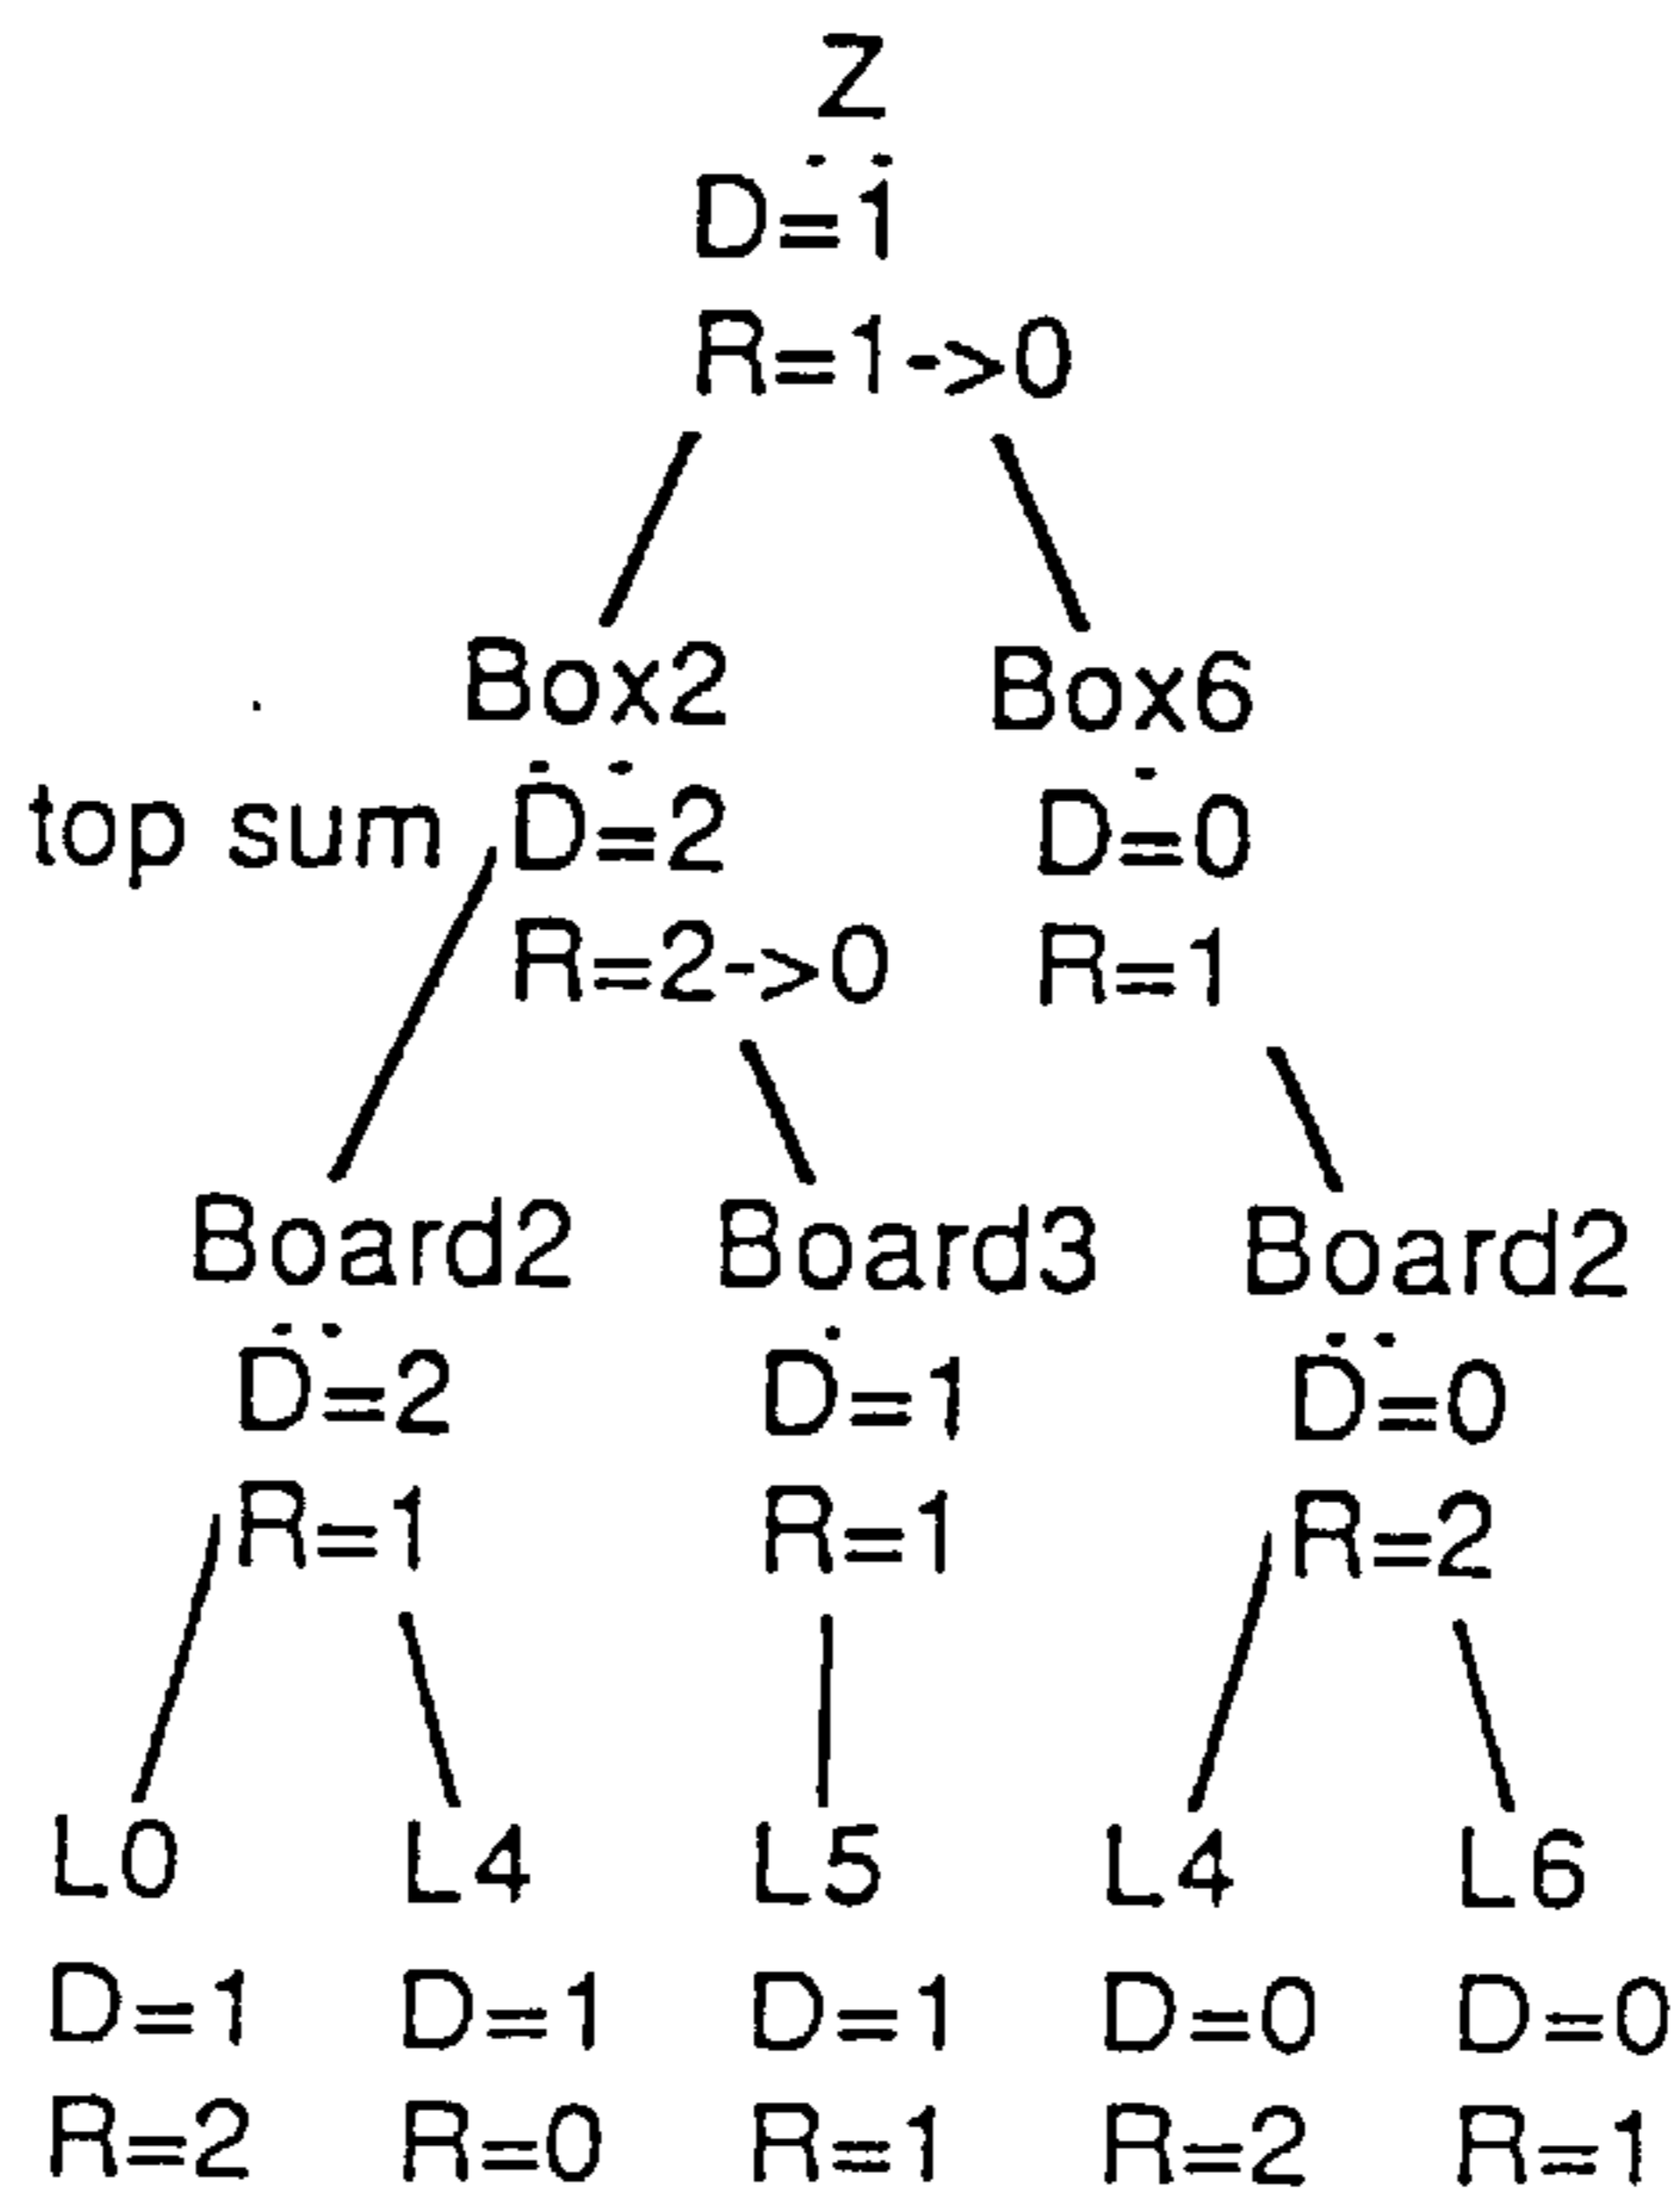 Z
D=1
R=1->0
Box2 Box6
top sum D=2 D=0
R=2->0 R=1
Board2 Board3 Board2
D=2 D=1 D=0
R=1 R=1 R=2
L0 L4 L5 L4 L6
D=1 D=1 D=1 D=0 D=0
R=2 R=0 R=1 R=2 R=1